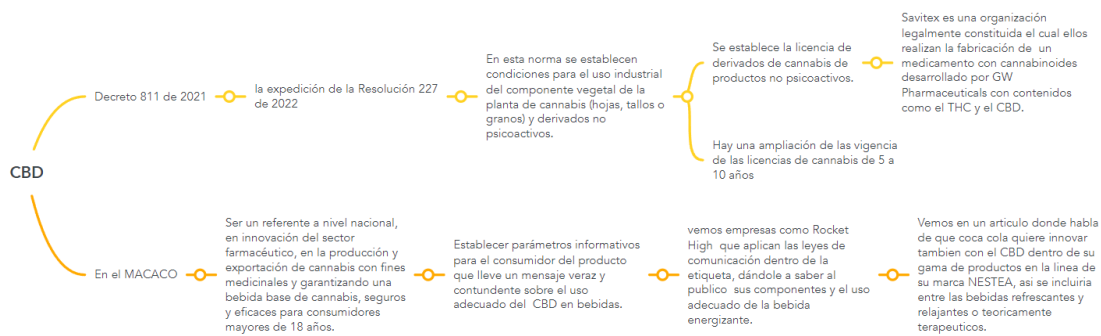 CBD
Decreto 811 de 2021
la expedición de la Resolución 227
de 2022
En esta norma se establecen
condiciones para el uso industrial
del componente vegetal de la
planta de cannabis (hojas, tallos o
granos) y derivados no
psicoactivos.
Se establece la licencia de
derivados de cannabis de
productos no psicoactivos.
Savitex es una organización
legalmente constituida el cual ellos
realizan la fabricación de un
medicamento con cannabinoides
desarrollado por GW
Pharmaceuticals con contenidos
como el THC y el CBD.
Hay una ampliación de las vigencia
de las licencias de cannabis de 5 a
10 años
En el MACACO
Ser un referente a nivel nacional,
en innovación del sector
farmacéutico, en la producción y
exportación de cannabis con fines
medicinales y garantizando una
bebida base de cannabis, seguros
y eficaces para consumidores
mayores de 18 años.
Establecer parámetros informativos
para el consumidor del producto
que lleve un mensaje veraz y
contundente sobre el uso
adecuado del CBD en bebidas.
vemos empresas como Rocket
High que aplican las leyes de
comunicación dentro de la
etiqueta, dándole a saber al
publico sus componentes y el uso
adecuado de la bebida
energizante.
Vemos en un articulo donde habla
de que coca cola quiere innovar
tambien con el CBD dentro de su
gama de productos en la linea de
su marca NESTEA, asi se incluiria
entre las bebidas refrescantes y
relajantes o teoricamente
terapeuticos.